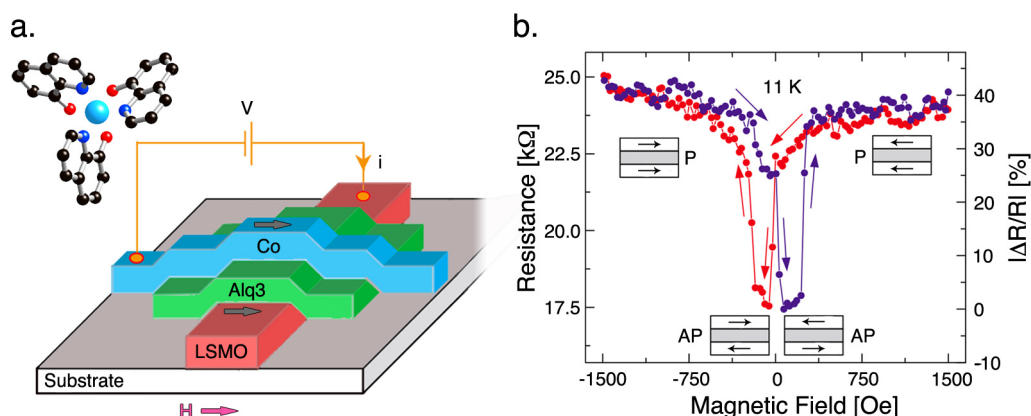 a.
V
i
Co
Alq3
LSMO
Substrate
H
b.
11 K
25.0
22.5
20.0
17.5
Resistance [kΩ]
P
P
AP
AP
40
30
20
10
0
-10
|ΔR/R| [%]
-1500
-750
0
750
1500
Magnetic Field [Oe]